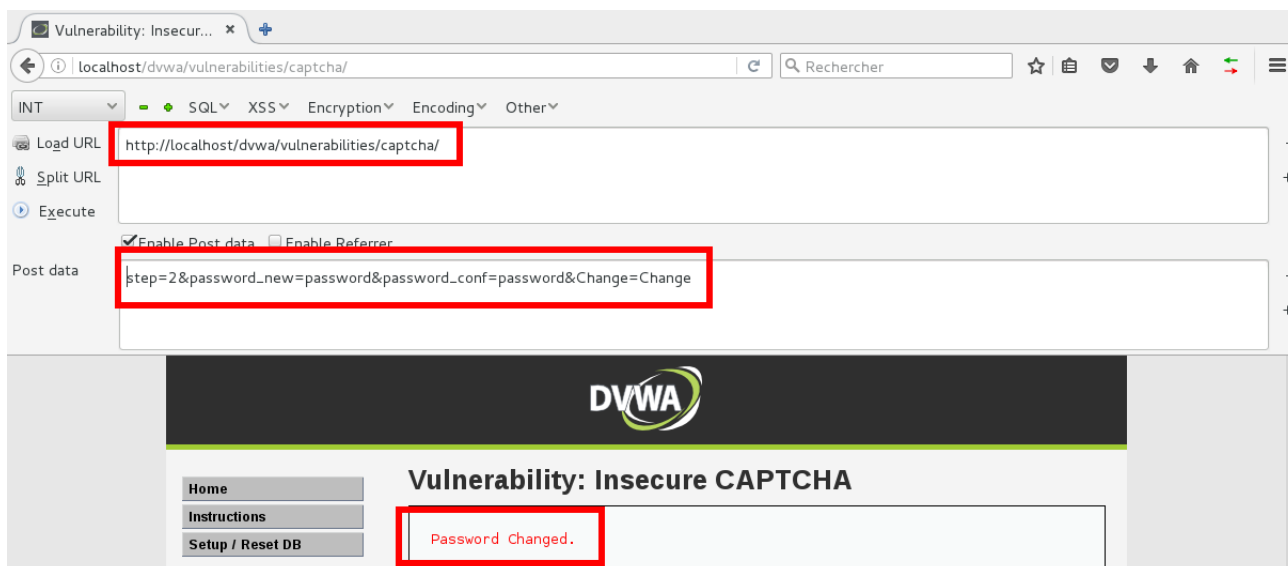 Vulnerability: Insecur...
localhost/dvwa/vulnerabilities/captcha/
Rechercher
INT SQL XSS Encryption Encoding Other
Load URL http://localhost/dvwa/vulnerabilities/captcha/
Split URL
Execute
Enable Post data Enable Referrer
Post data step=2&password_new=password&password_conf=password&Change=Change
DVWA
Vulnerability: Insecure CAPTCHA
Home
Instructions
Setup / Reset DB
Password Changed.